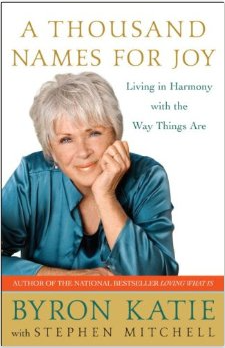 A THOUSAND
NAMES FOR JOY
Living in Harmony
with the
Way Things Are
AUTHOR OF THE NATIONAL BESTSELLER LOVING WHAT IS
BYRON KATIE
with STEPHEN MITCHELL